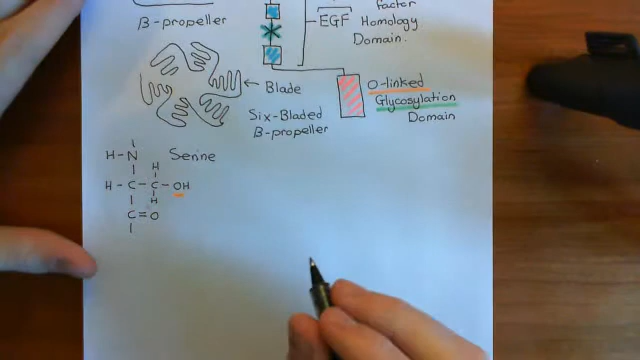 β-propeller
factor
EGF Homology
Domain.
Blade
Six-Bladed
β-propeller
O-linked
Glycosylation
Domain
H-N
Serine
H
H-C-C-OH
H
C=O